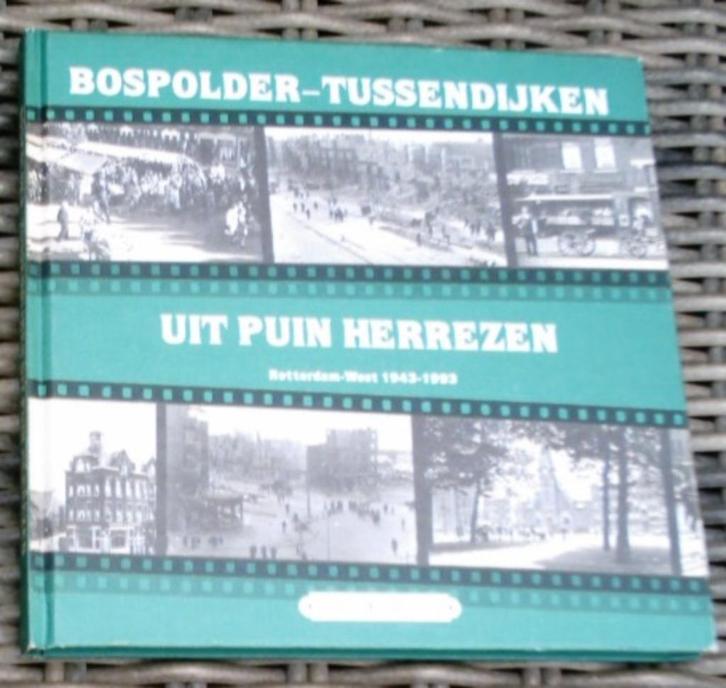 BOSPOLDER-TUSSENDIJKEN
UIT PUIN HERREZEN
Rotterdam-West 1943-1993